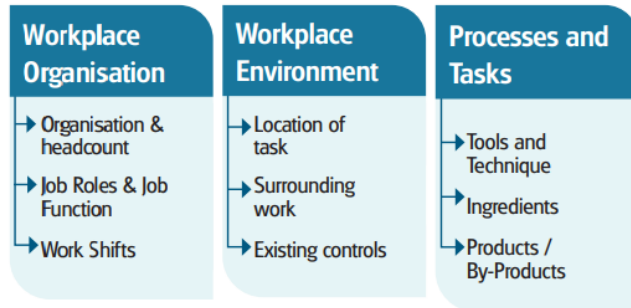 Workplace
Organisation
Organisation &
headcount
Job Roles & Job
Function
Work Shifts
Workplace
Environment
Location of
task
Surrounding
work
Existing controls
Processes and
Tasks
Tools and
Technique
Ingredients
Products /
By-Products